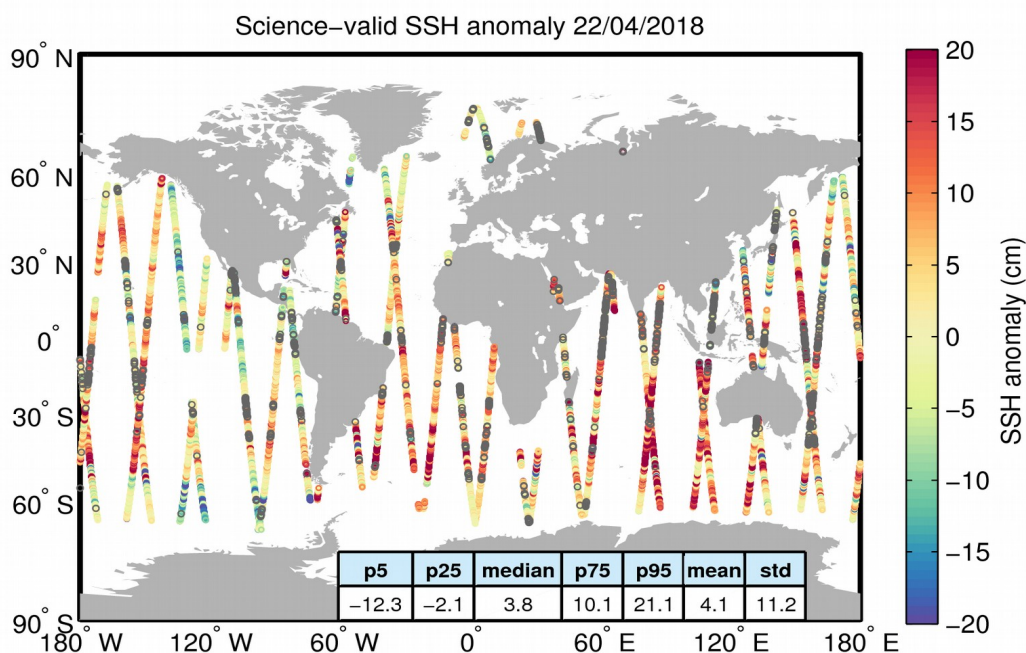 Science−valid SSH anomaly 22/04/2018
90° N
60° N
30° N
0°
30° S
60° S
90° S
180° W
120° W
60° W
0°
60° E
120° E
180° E
p5 p25 median p75 p95 mean std
−12.3 −2.1 3.8 10.1 21.1 4.1 11.2
20
15
10
5
0
−5
−10
−15
−20
SSH anomaly (cm)